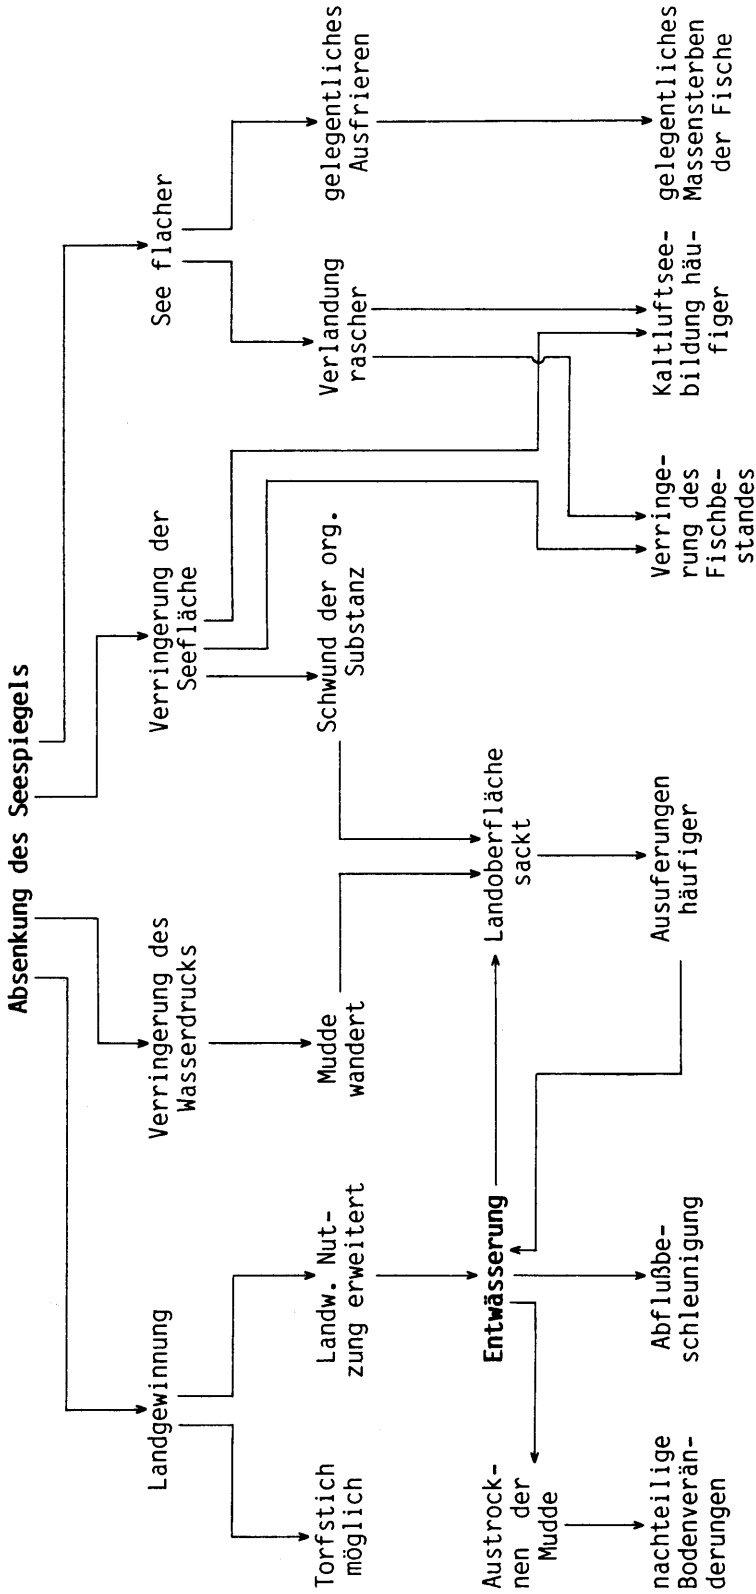 Absenkung des Seespiegels
Landgewinnung
Verringerung des
Wasserdrucks
Verringerung der
Seefläche
See flacher
Torfstich
möglich
Landw. Nut-
zung erweitert
Mudde
wandert
Schwund der org.
Substanz
Verlandung
rascher
gelegentliches
Ausfrieren
Austrock-
nen der
Mudde
Entwässerung
Landoberfläche
sackt
nachteilige
Bodenverän-
derungen
Abflußbe-
schleunigung
Ausuferungen
häufiger
Verringe-
rung des
Fischbe-
standes
Kaltluftsee-
bildung häu-
figer
gelegentliches
Massensterben
der Fische